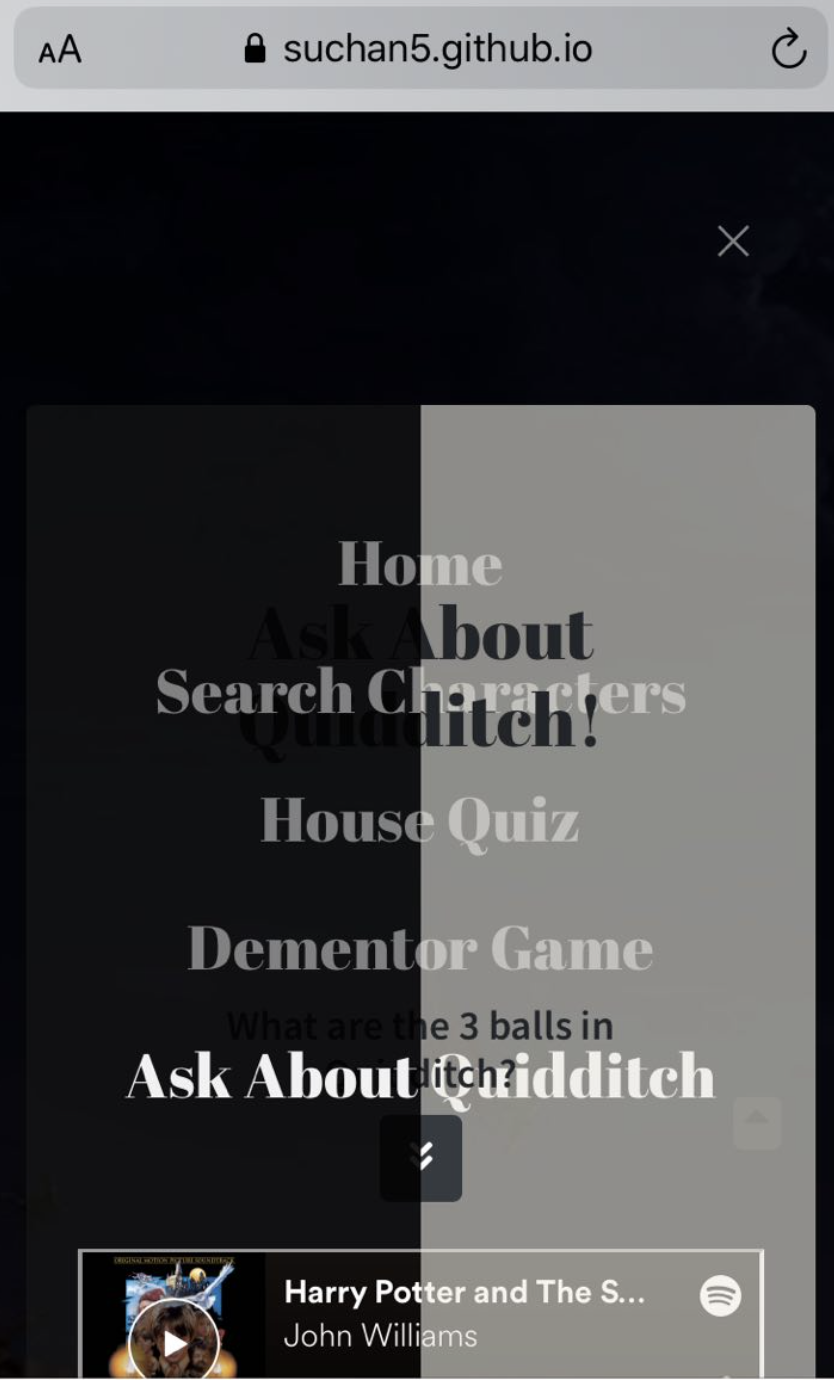 AA
suchan5.github.io
Home
Ask About
Search Characters
Quidditch!
House Quiz
Dementor Game
What are the 3 balls in
Quidditch?
Ask About Quidditch
ORIGINAL MOTION PICTURE SOUNDTRACK
Harry Potter and The S...
John Williams